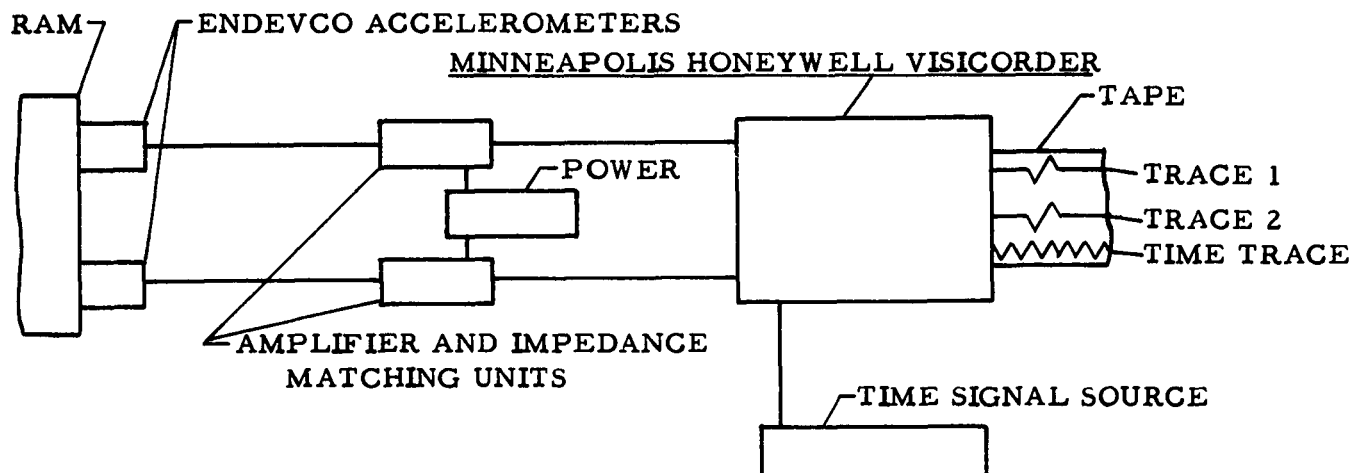 RAM
ENDEVCO ACCELEROMETERS
MINNEAPOLIS HONEYWELL VISICORDER
TAPE
POWER
TRACE 1
TRACE 2
TIME TRACE
AMPLIFIER AND IMPEDANCE
MATCHING UNITS
TIME SIGNAL SOURCE